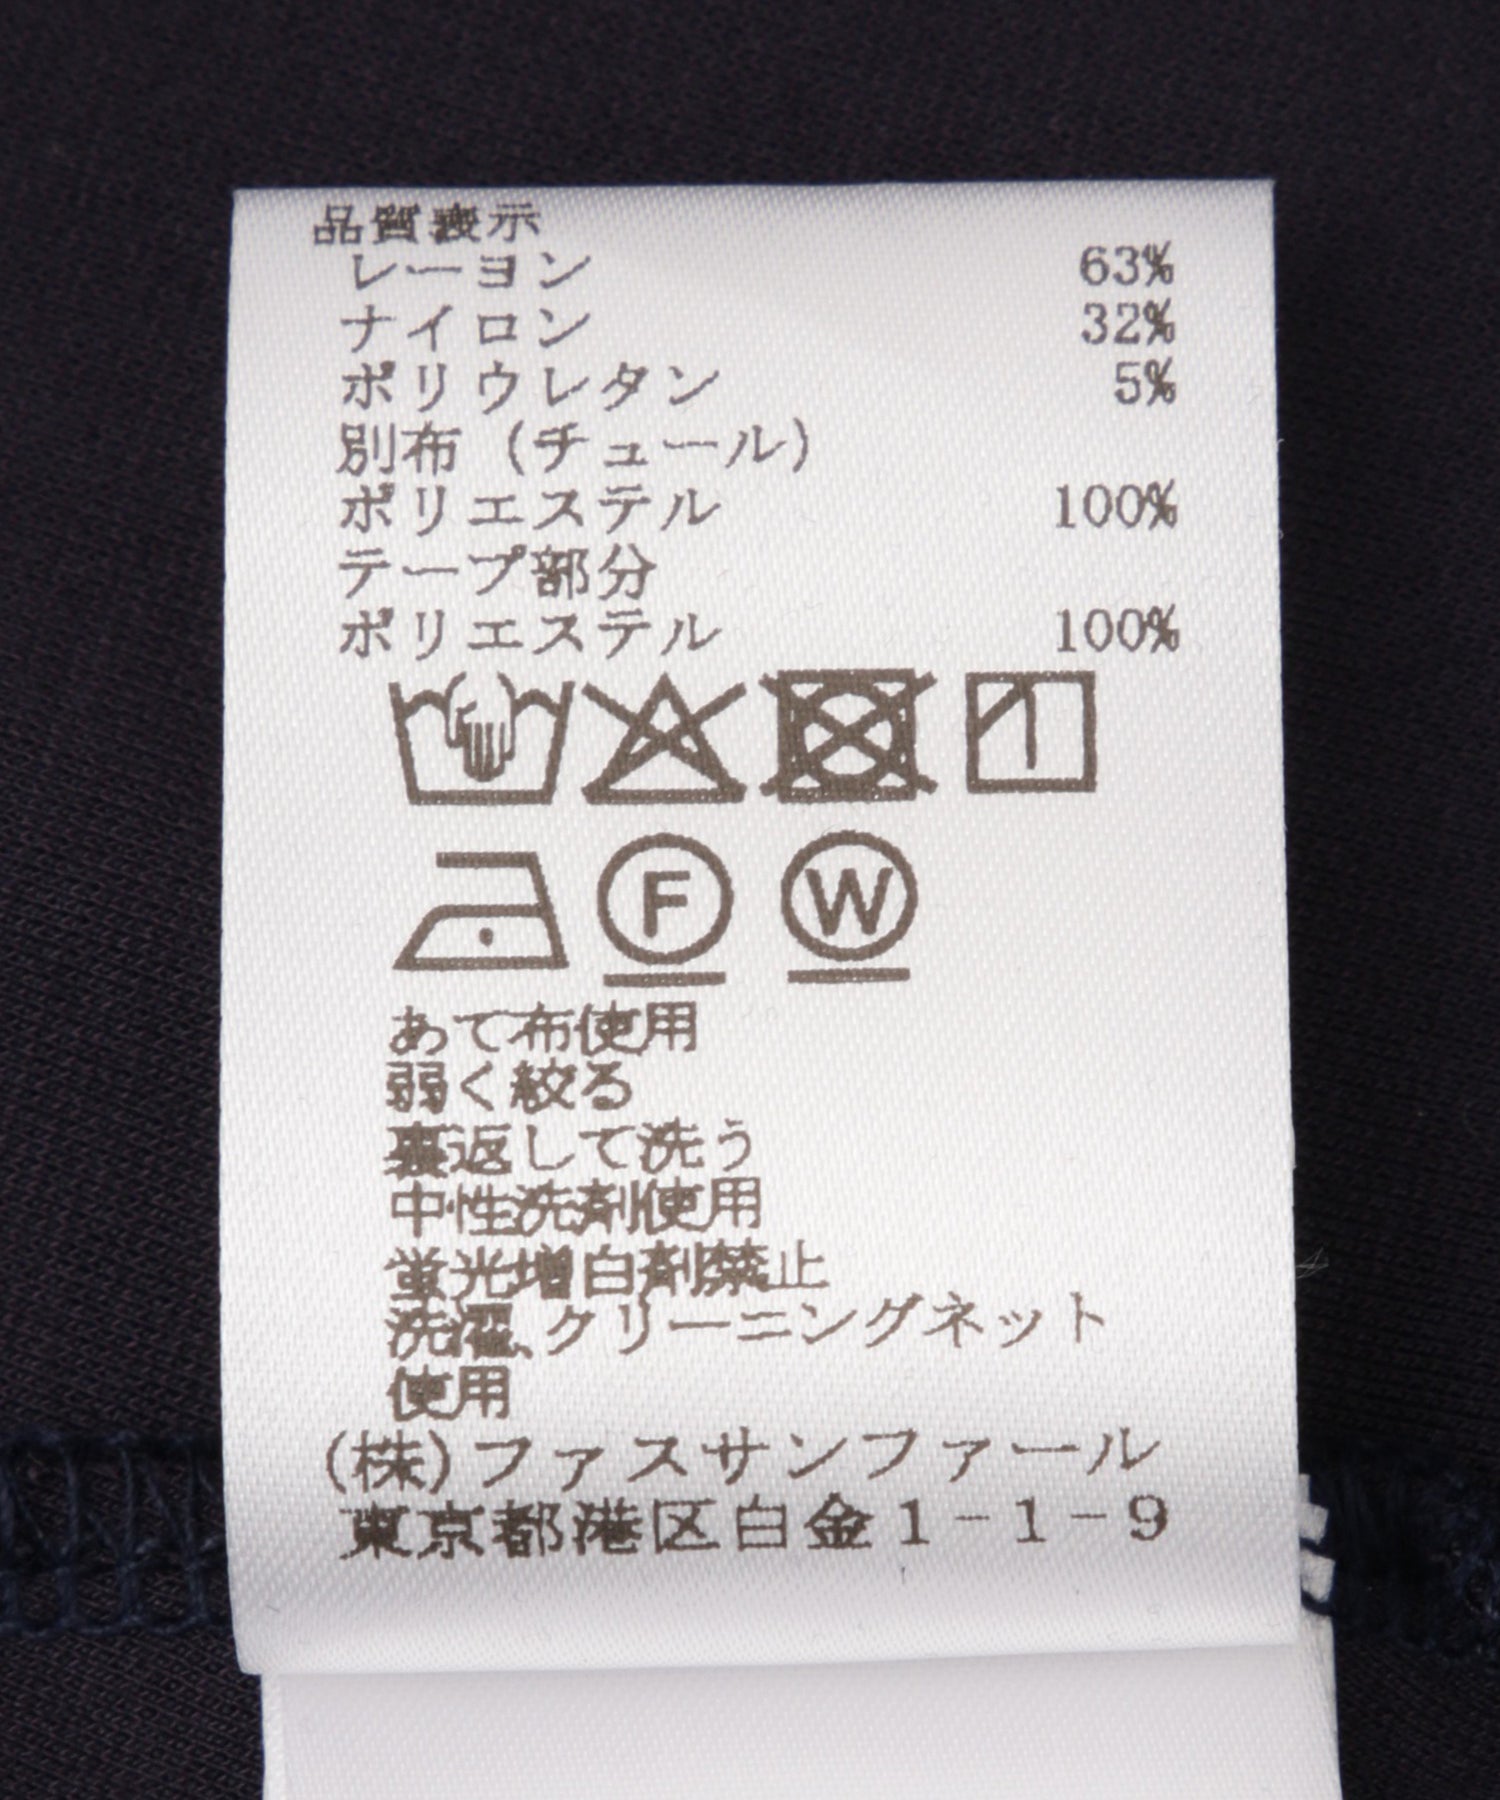 品質表示
レーヨン 63%
ナイロン 32%
ポリウレタン 5%
別布 (チュール)
ポリエステル 100%
テープ部分
ポリエステル 100%
F W
あて布使用
弱く絞る
裏返して洗う
中性洗剤使用
蛍光増白剤禁止
洗濯、クリーニングネット
使用
(株)ファスサンファール
東京都港区白金1-1-9